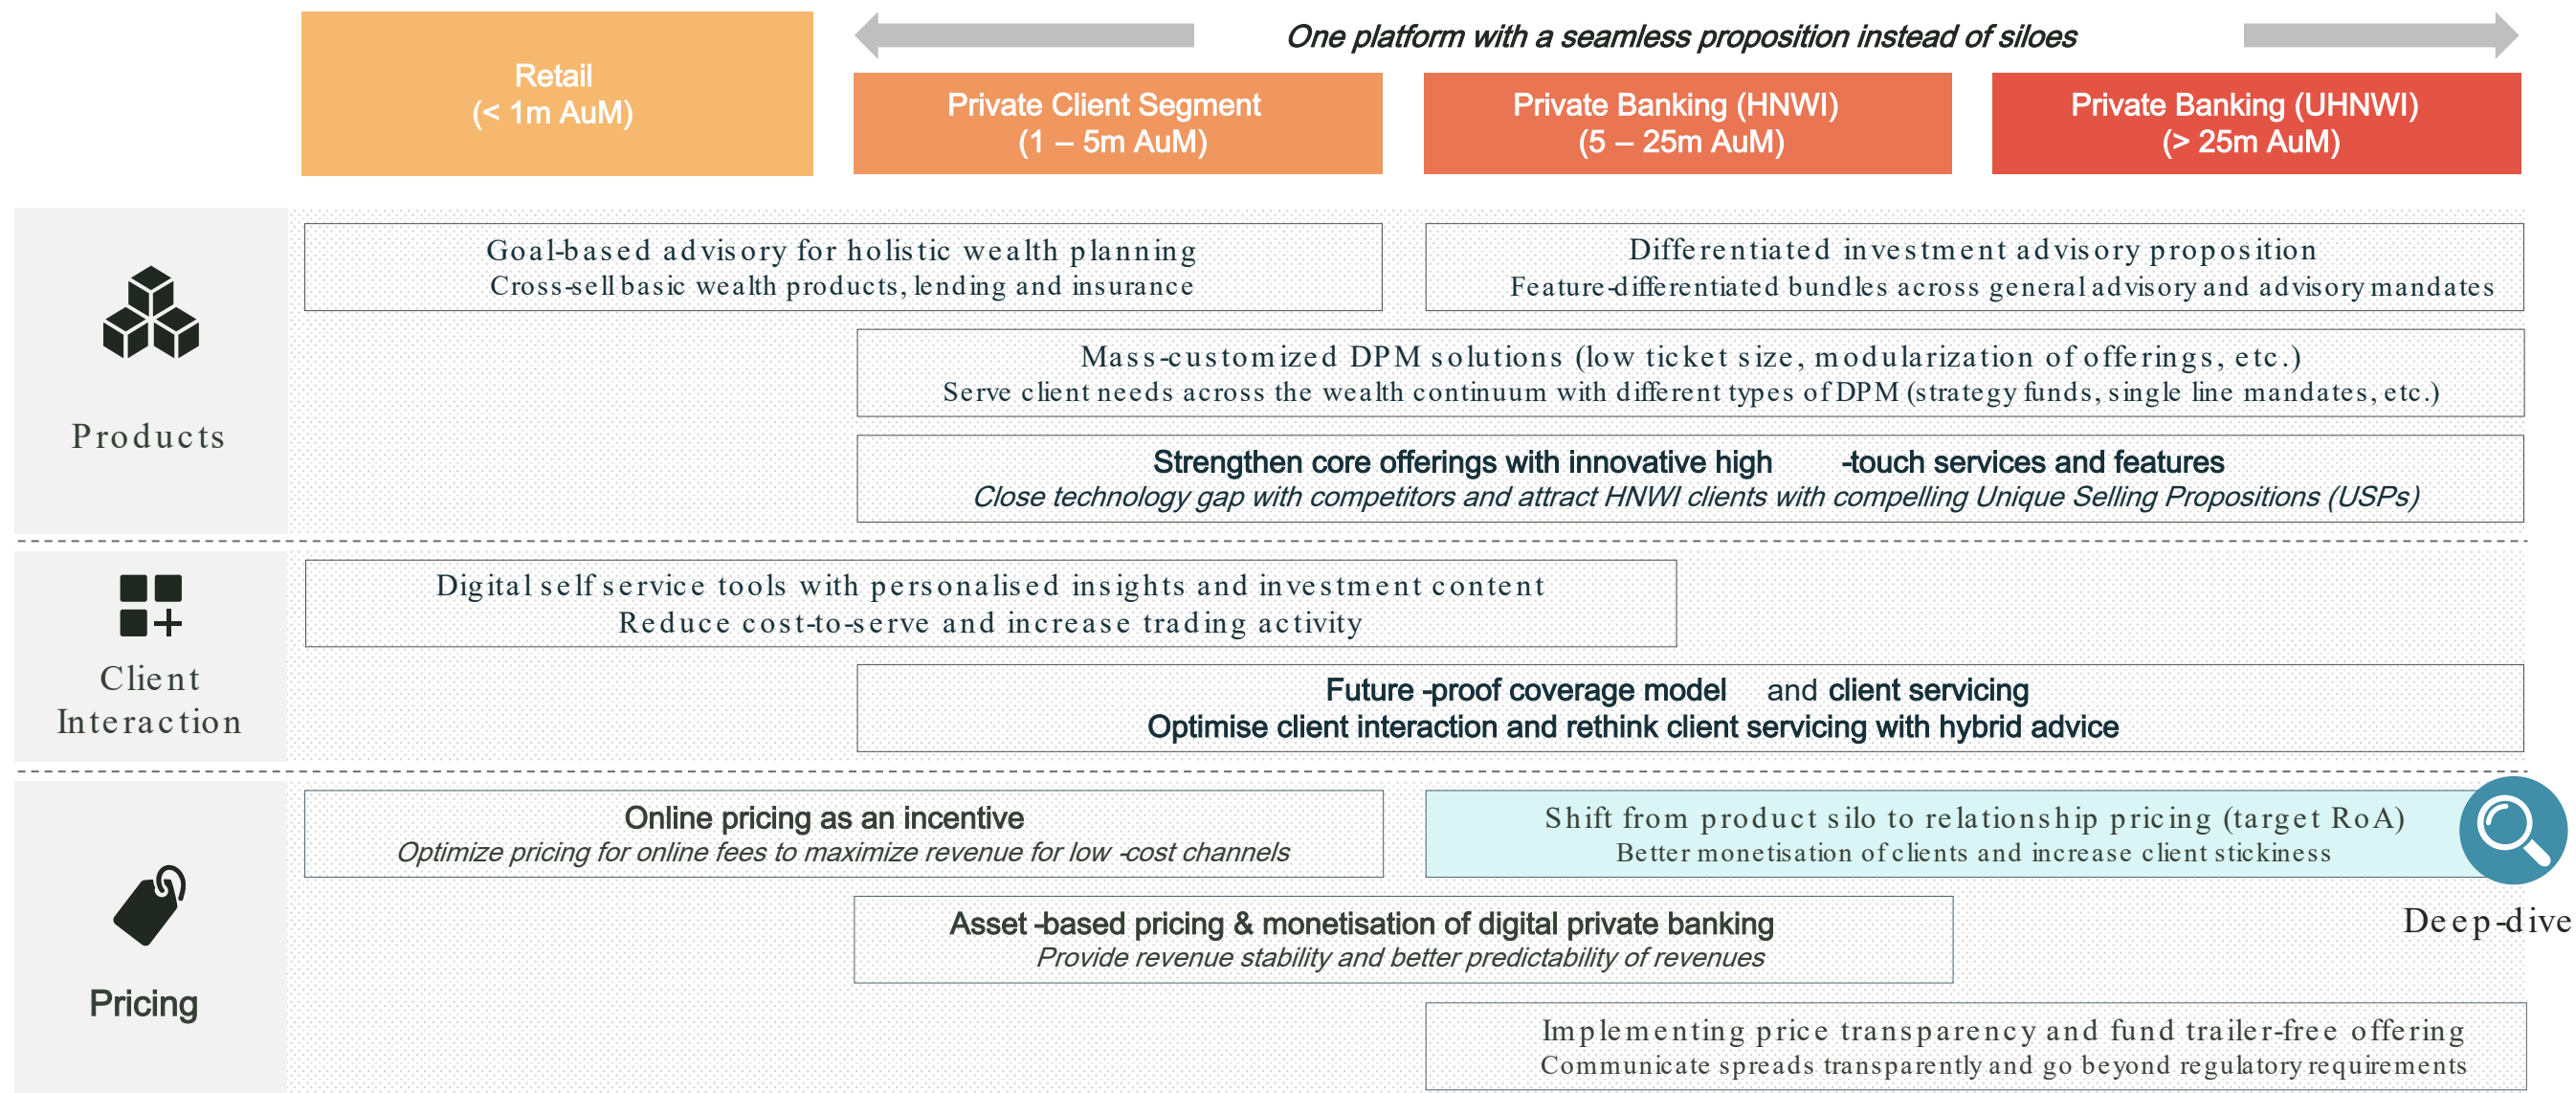 One platform with a seamless proposition instead of siloes
Retail
(< 1m AuM)
Private Client Segment
(1 – 5m AuM)
Private Banking (HNWI)
(5 – 25m AuM)
Private Banking (UHNWI)
(> 25m AuM)
Products
Goal-based advisory for holistic wealth planning
Cross-sell basic wealth products, lending and insurance
Differentiated investment advisory proposition
Feature-differentiated bundles across general advisory and advisory mandates
Mass-customized DPM solutions (low ticket size, modularization of offerings, etc.)
Serve client needs across the wealth continuum with different types of DPM (strategy funds, single line mandates, etc.)
Strengthen core offerings with innovative high -touch services and features
Close technology gap with competitors and attract HNWI clients with compelling Unique Selling Propositions (USPs)
Client
Interaction
Digital self service tools with personalised insights and investment content
Reduce cost-to-serve and increase trading activity
Future -proof coverage model and client servicing
Optimise client interaction and rethink client servicing with hybrid advice
Pricing
Online pricing as an incentive
Optimize pricing for online fees to maximize revenue for low -cost channels
Shift from product silo to relationship pricing (target RoA)
Better monetisation of clients and increase client stickiness
Deep-dive
Asset -based pricing & monetisation of digital private banking
Provide revenue stability and better predictability of revenues
Implementing price transparency and fund trailer-free offering
Communicate spreads transparently and go beyond regulatory requirements